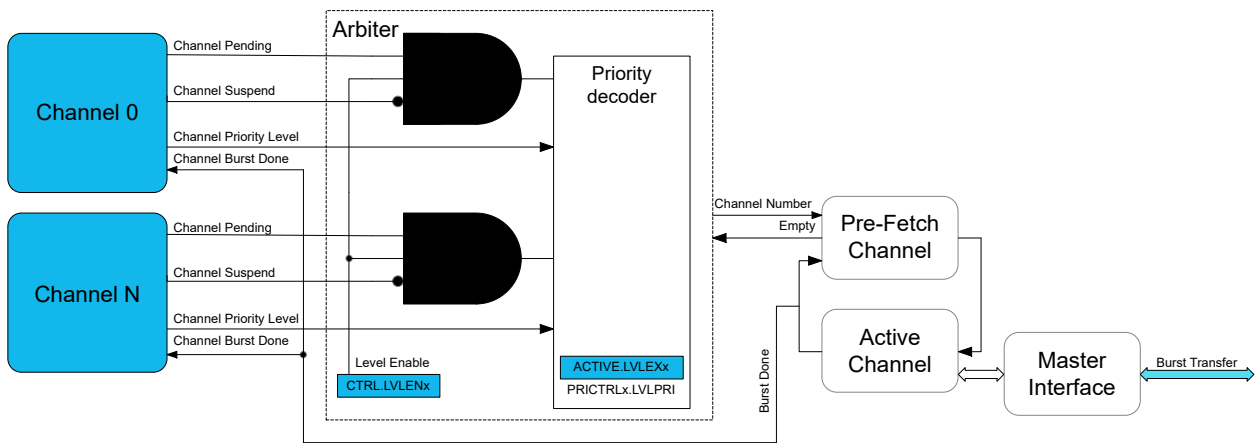 Arbiter
Channel 0
Channel Pending
Channel Suspend
Channel Priority Level
Channel Burst Done
Priority
decoder
Channel N
Channel Pending
Channel Suspend
Channel Priority Level
Channel Burst Done
Level Enable
CTRL.LVLENx
ACTIVE.LVLEXx
PRICTRLx.LVLPRI
Channel Number
Empty
Pre-Fetch
Channel
Burst Done
Active
Channel
Master
Interface
Burst Transfer